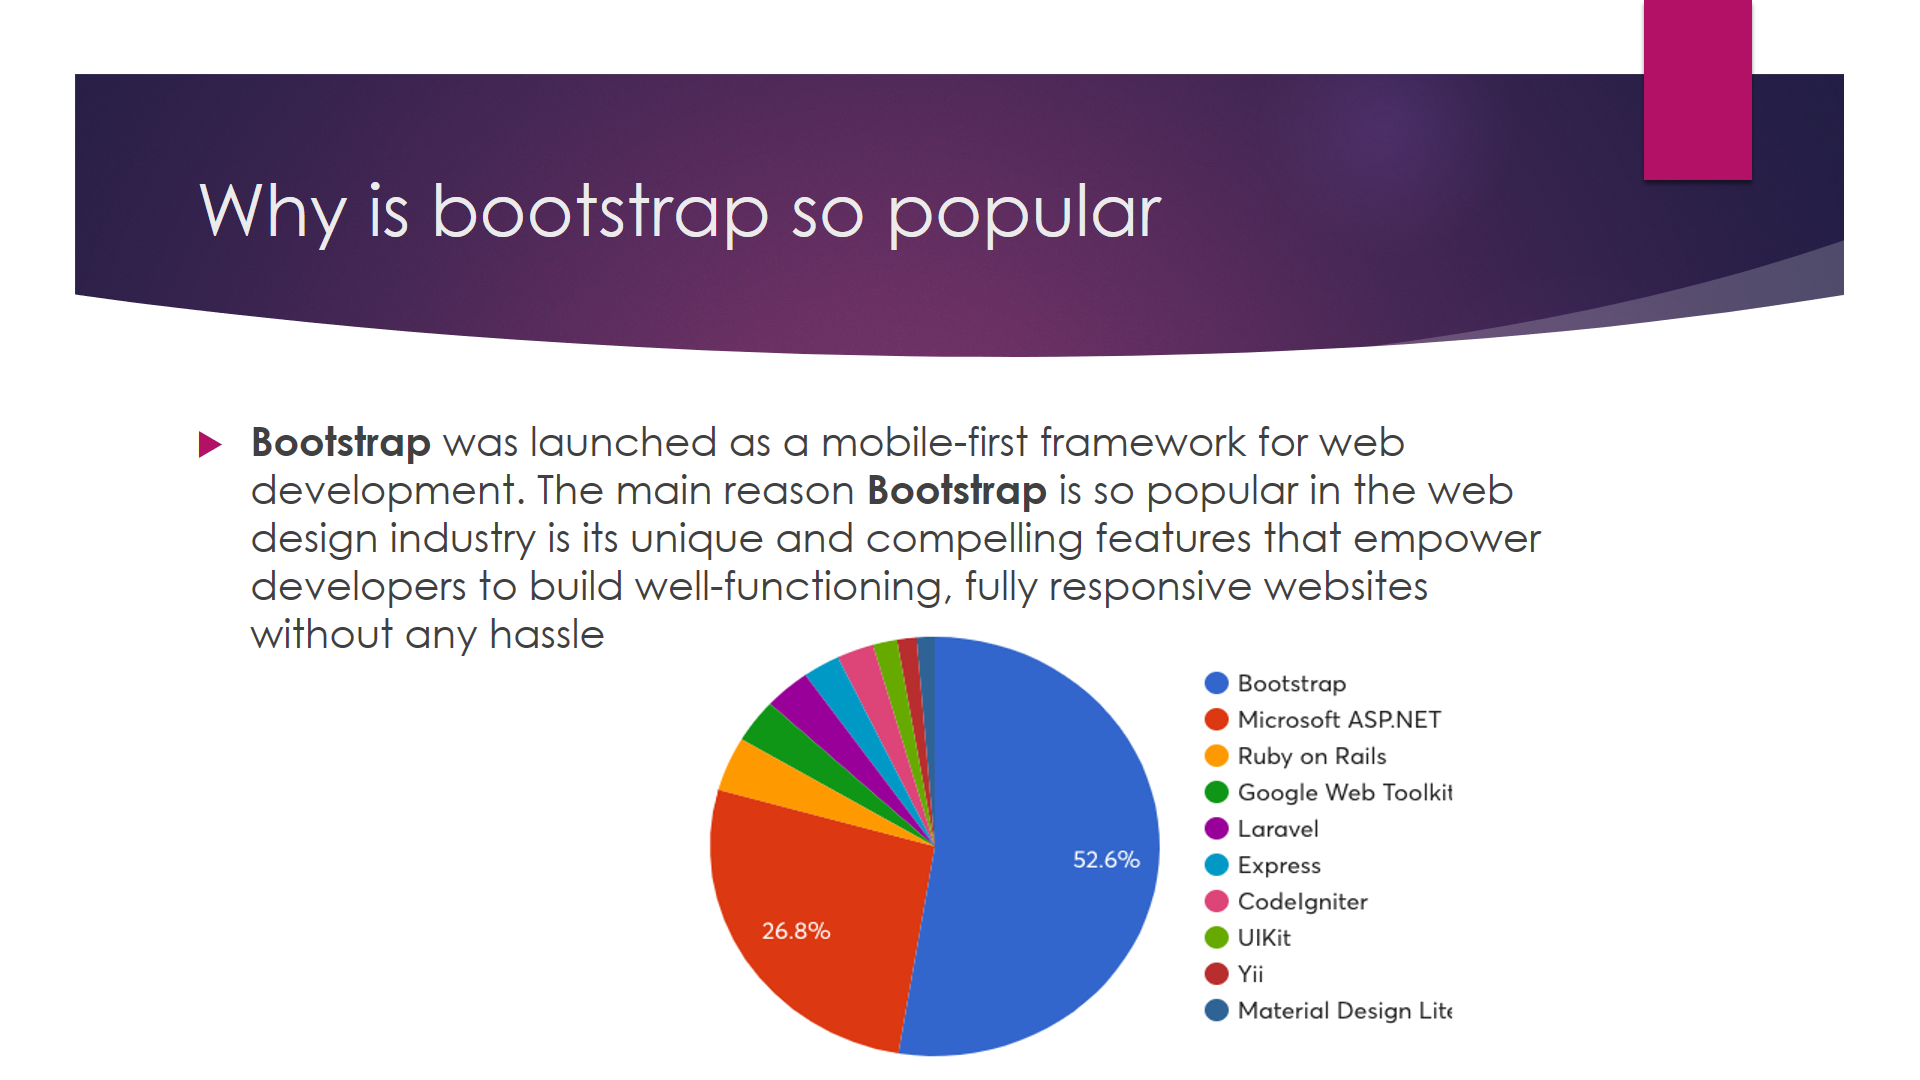 Why is bootstrap so popular
Bootstrap was launched as a mobile-first framework for web
development. The main reason Bootstrap is so popular in the web
design industry is its unique and compelling features that empower
developers to build well-functioning, fully responsive websites
without any hassle
52.6%
26.8%
Bootstrap
Microsoft ASP.NET
Ruby on Rails
Google Web Toolkit
Laravel
Express
CodeIgniter
UIKit
Yii
Material Design Lite